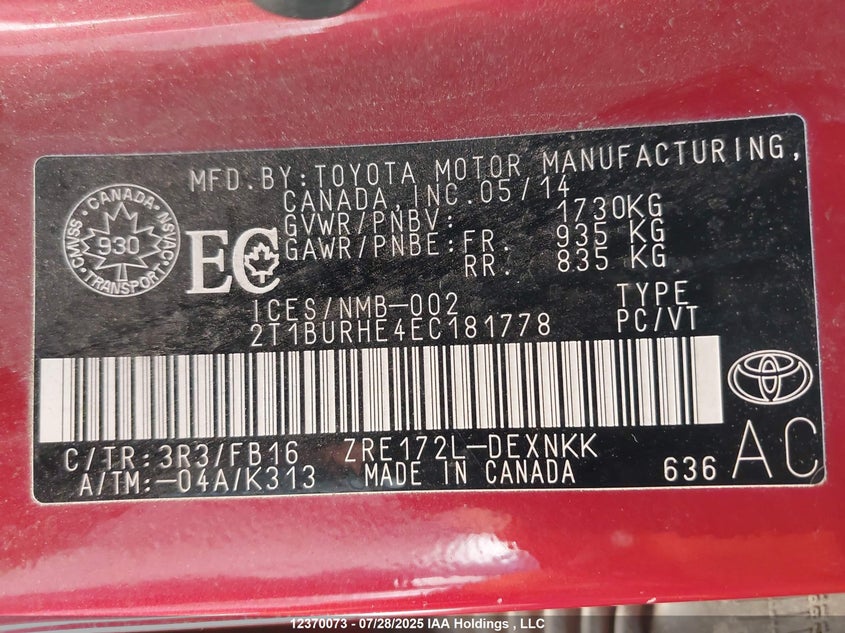 MFD.BY:TOYOTA MOTOR MANUFACTURING,
CANADA,INC.05/14
GVWR/PNBV: 1730KG
GAWR/PNBE:FR. 935 KG
RR. 835 KG
CANADA
CMVSS NSVAC
930
TRANSPORT
EC
ICES/NMB-002 TYPE
2T1BURHE4EC181778 PC/VT
C/TR:3R3/FB16 ZRE172L-DEXNKK
A/TM:-04A/K313 MADE IN CANADA 636 AC
12370073 - 07/28/2025 IAA Holdings , LLC